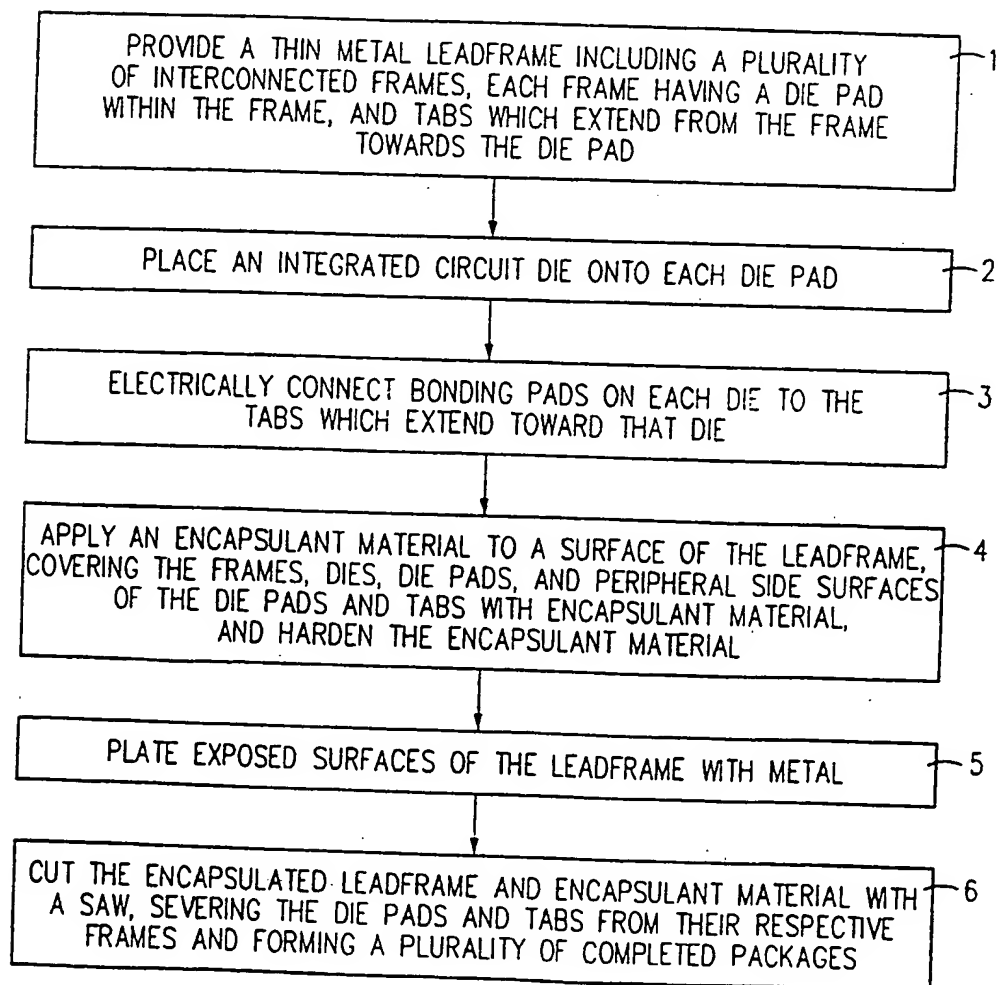 PROVIDE A THIN METAL LEADFRAME INCLUDING A PLURALITY
OF INTERCONNECTED FRAMES, EACH FRAME HAVING A DIE PAD
WITHIN THE FRAME, AND TABS WHICH EXTEND FROM THE FRAME
TOWARDS THE DIE PAD
1
PLACE AN INTEGRATED CIRCUIT DIE ONTO EACH DIE PAD
2
ELECTRICALLY CONNECT BONDING PADS ON EACH DIE TO THE
TABS WHICH EXTEND TOWARD THAT DIE
3
APPLY AN ENCAPSULANT MATERIAL TO A SURFACE OF THE LEADFRAME,
COVERING THE FRAMES, DIES, DIE PADS, AND PERIPHERAL SIDE SURFACES
OF THE DIE PADS AND TABS WITH ENCAPSULANT MATERIAL,
AND HARDEN THE ENCAPSULANT MATERIAL
4
PLATE EXPOSED SURFACES OF THE LEADFRAME WITH METAL
5
CUT THE ENCAPSULATED LEADFRAME AND ENCAPSULANT MATERIAL WITH
A SAW, SEVERING THE DIE PADS AND TABS FROM THEIR RESPECTIVE
FRAMES AND FORMING A PLURALITY OF COMPLETED PACKAGES
6